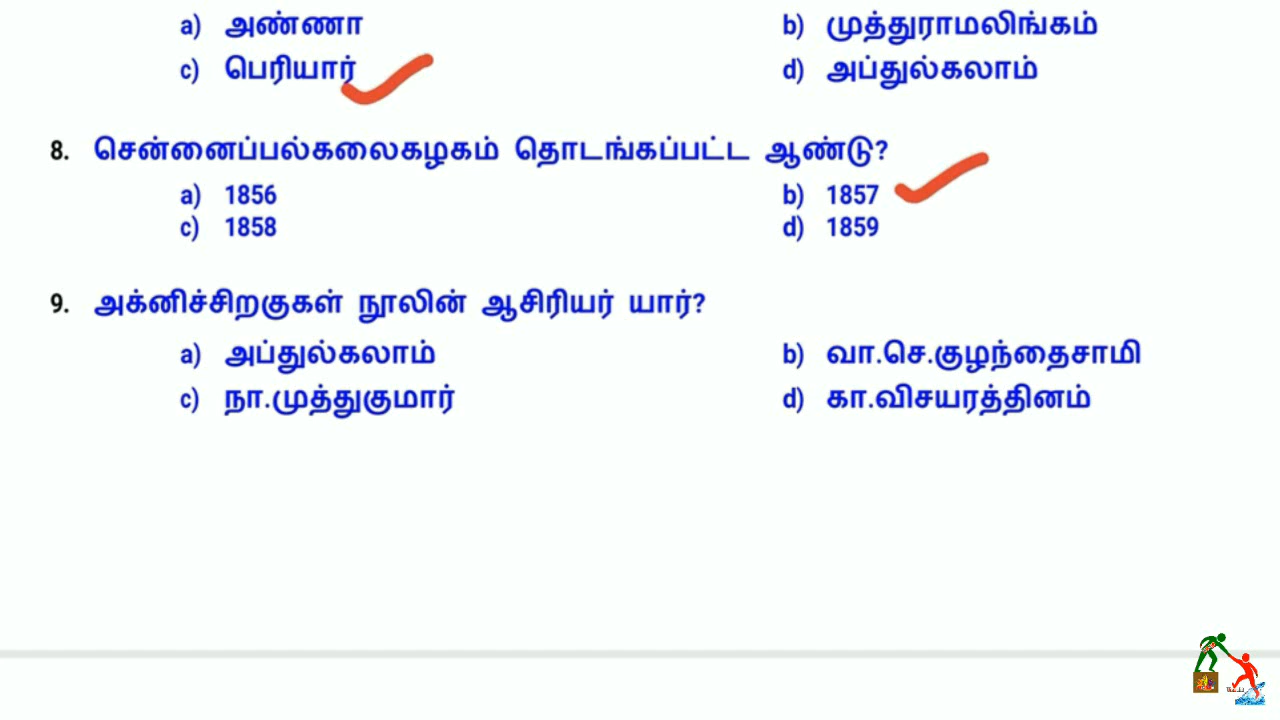 a) அண்ணா b) முத்துராமலிங்கம்
c) பெரியார் d) அப்துல்கலாம்
8. சென்னைப்பல்கலைகழகம் தொடங்கப்பட்ட ஆண்டு?
a) 1856 b) 1857
c) 1858 d) 1859
9. அக்னிச்சிறகுகள் நூலின் ஆசிரியர் யார்?
a) அப்துல்கலாம் b) வா.செ.குழந்தைசாமி
c) நா.முத்துகுமார் d) கா.விசயரத்தினம்